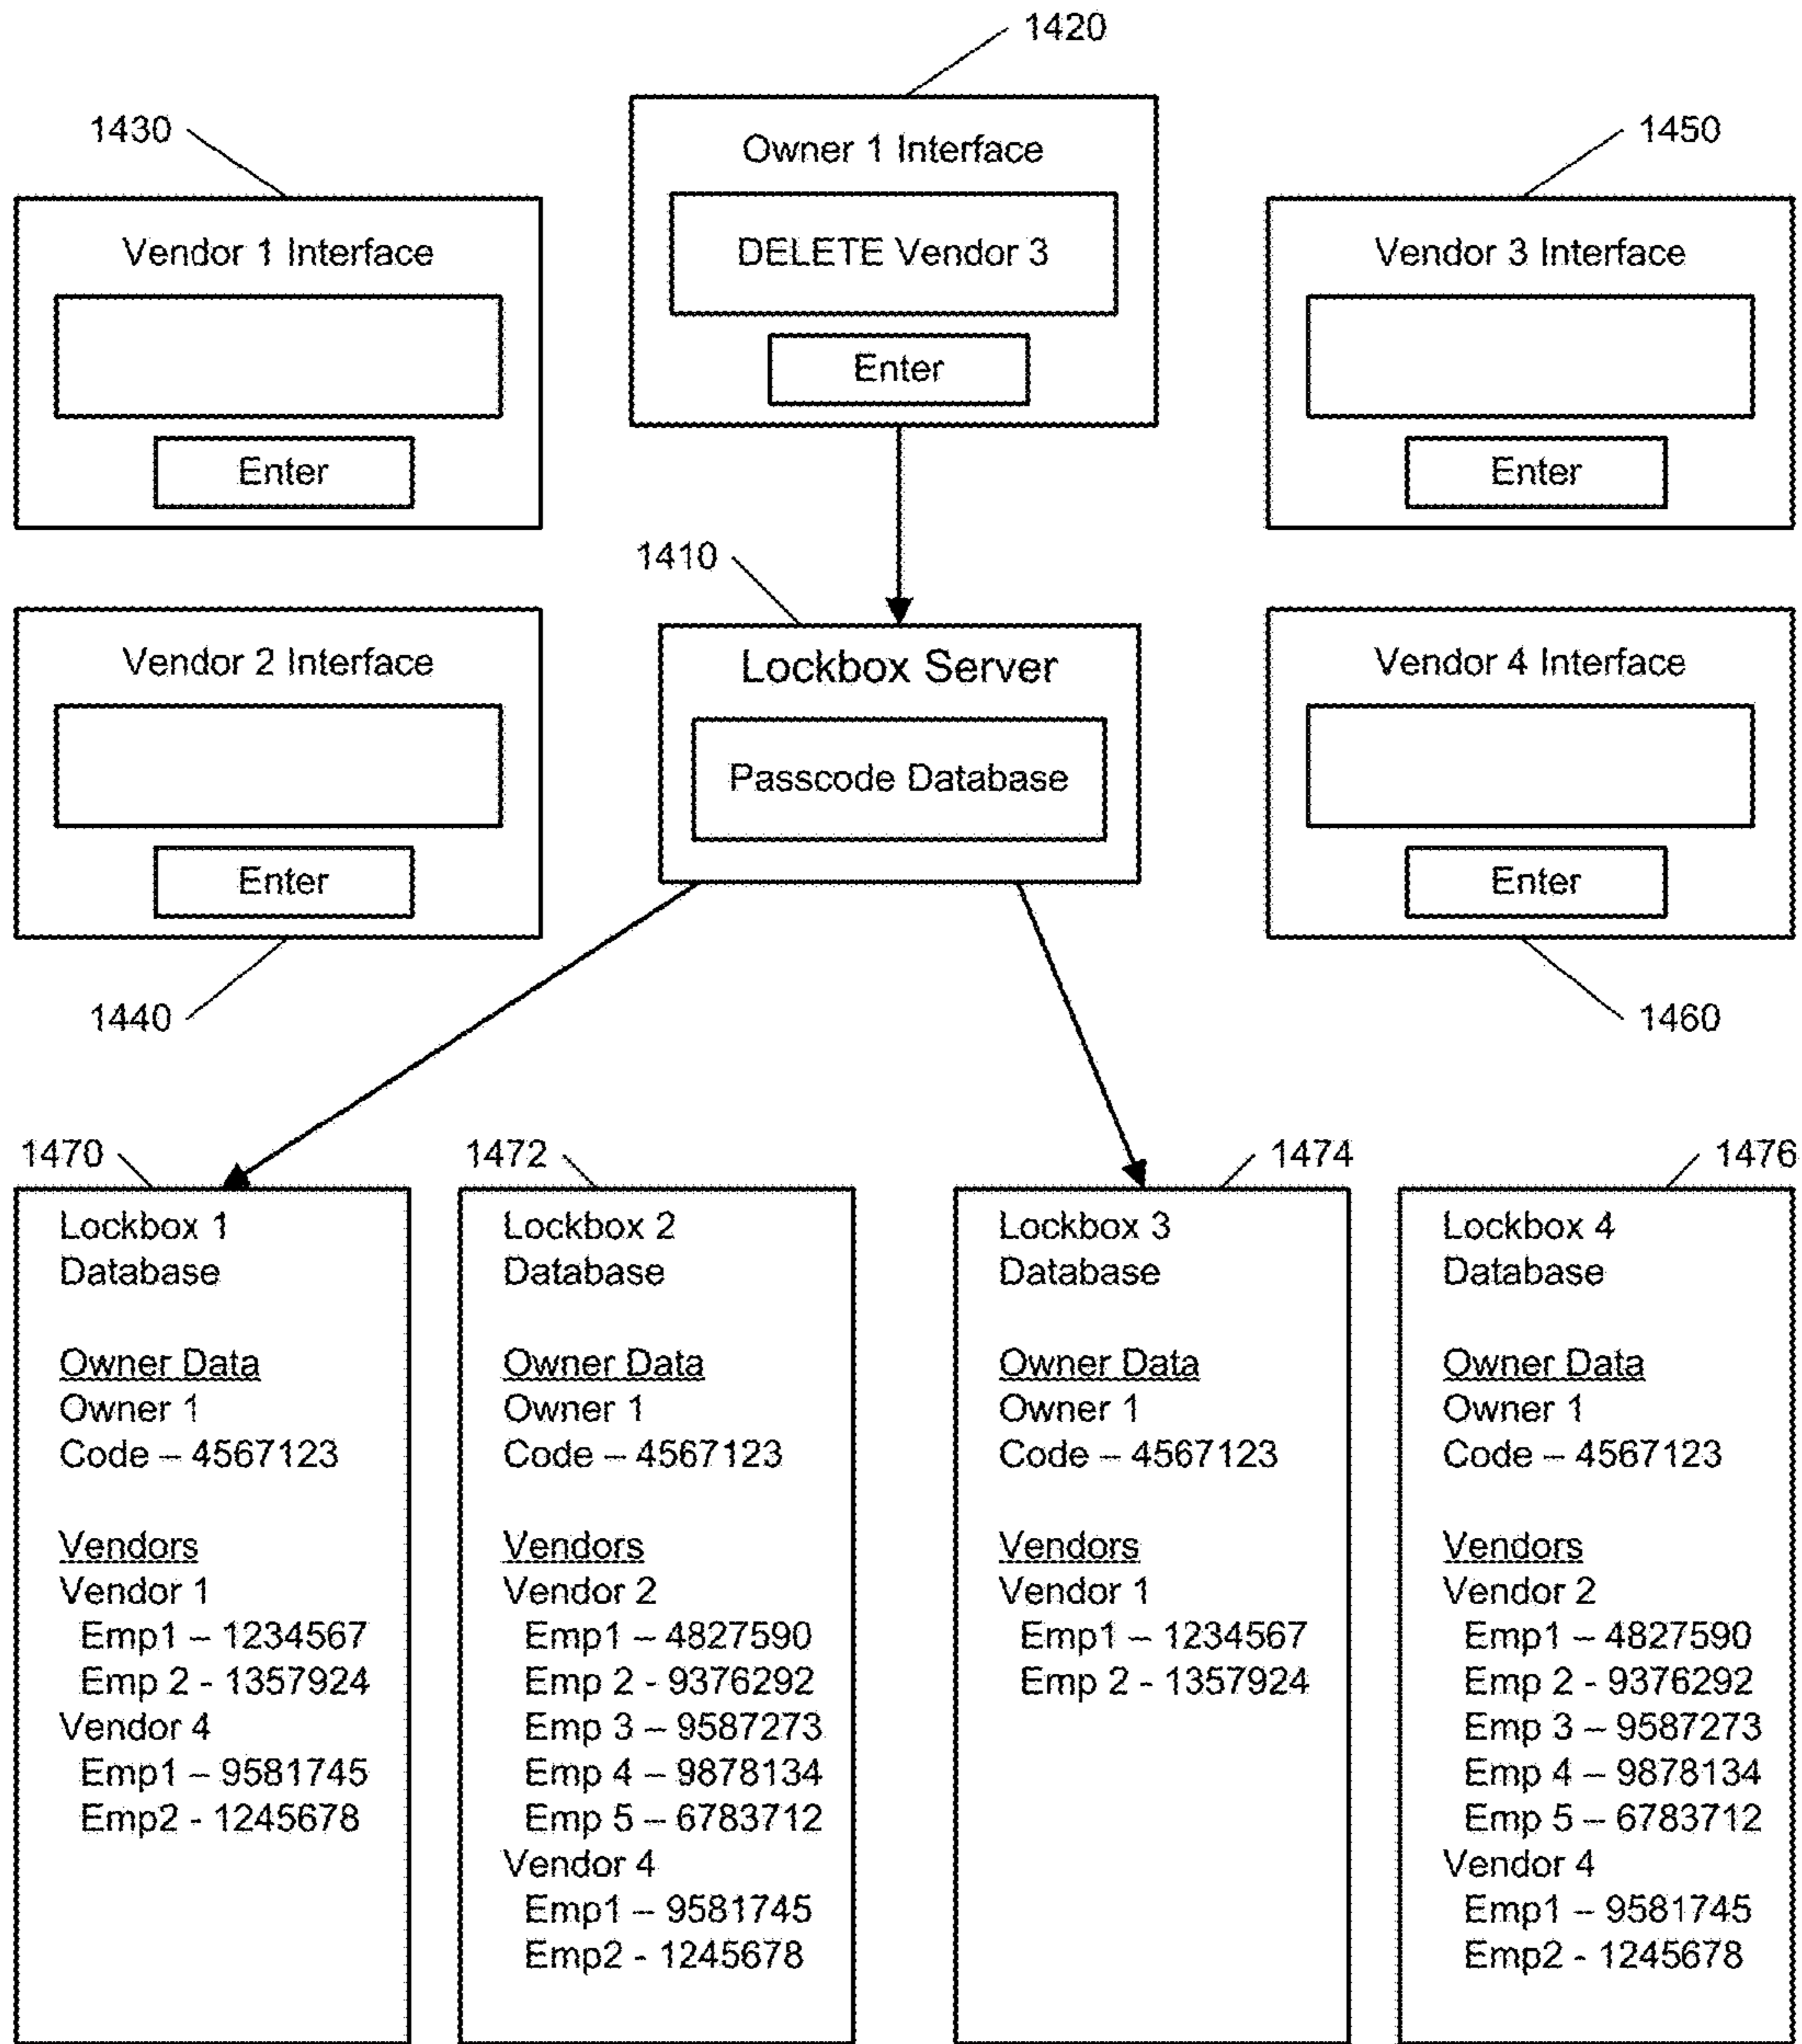 1420
1430
1450
Owner 1 Interface
DELETE Vendor 3
Enter
Vendor 1 Interface
Enter
Vendor 3 Interface
Enter
1410
Lockbox Server
Passcode Database
Vendor 2 Interface
Enter
Vendor 4 Interface
Enter
1440
1460
1470
Lockbox 1
Database
Owner Data
Owner 1
Code – 4567123
Vendors
Vendor 1
Emp1 – 1234567
Emp 2 - 1357924
Vendor 4
Emp1 – 9581745
Emp2 - 1245678
1472
Lockbox 2
Database
Owner Data
Owner 1
Code – 4567123
Vendors
Vendor 2
Emp1 – 4827590
Emp 2 - 9376292
Emp 3 – 9587273
Emp 4 – 9878134
Emp 5 – 6783712
Vendor 4
Emp1 – 9581745
Emp2 - 1245678
1474
Lockbox 3
Database
Owner Data
Owner 1
Code – 4567123
Vendors
Vendor 1
Emp1 – 1234567
Emp 2 - 1357924
1476
Lockbox 4
Database
Owner Data
Owner 1
Code – 4567123
Vendors
Vendor 2
Emp1 – 4827590
Emp 2 - 9376292
Emp 3 – 9587273
Emp 4 – 9878134
Emp 5 – 6783712
Vendor 4
Emp1 – 9581745
Emp2 - 1245678